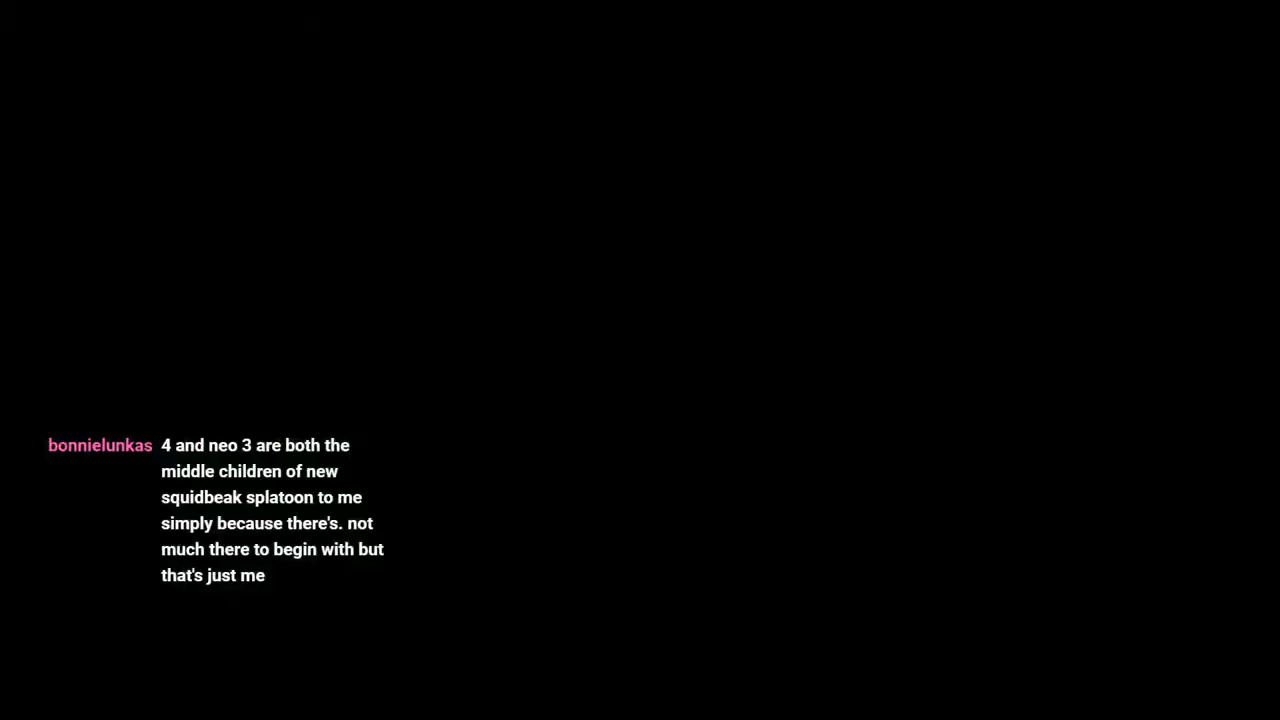 bonnielunkas 4 and neo 3 are both the
middle children of new
squidbeak splatoon to me
simply because there's. not
much there to begin with but
that's just me